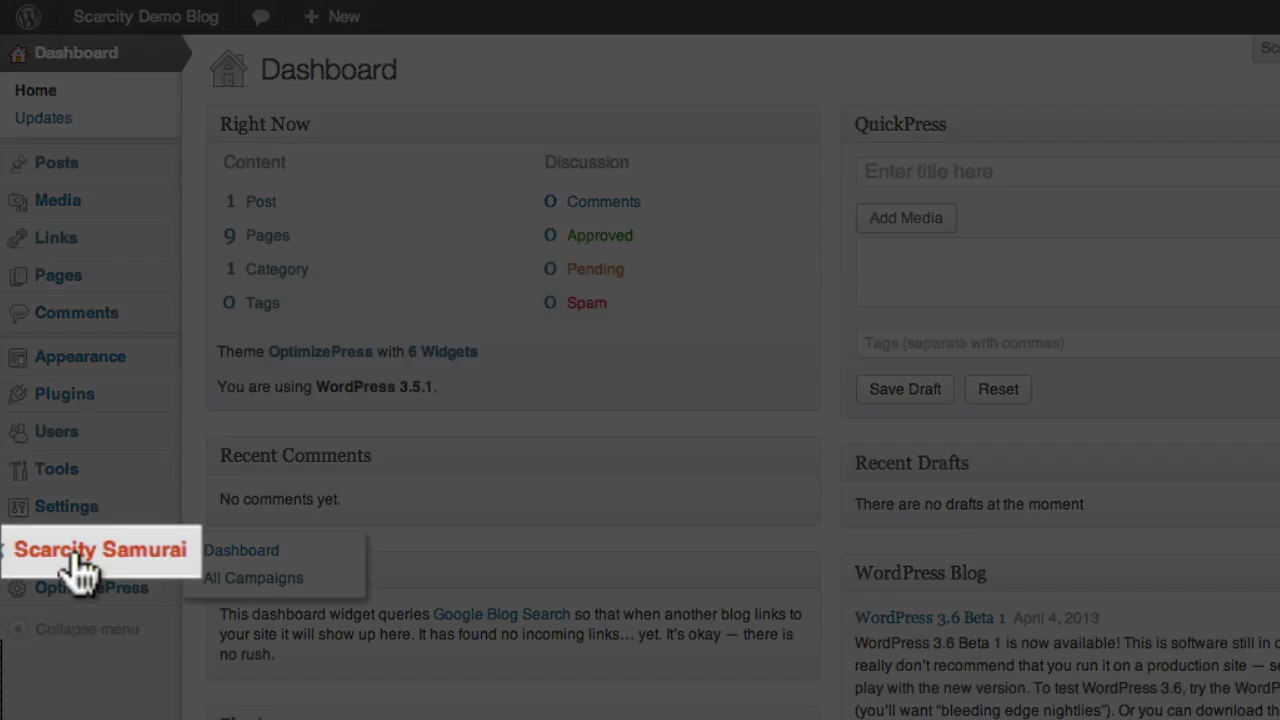 Scarcity Demo Blog
New
Dashboard
Home
Updates
Posts
Media
Links
Pages
Comments
Appearance
Plugins
Users
Tools
Settings
Scarcity Samurai
Dashboard
All Campaigns
OptimizePress
Collapse menu
Dashboard
Right Now
Content
Discussion
1 Post
0 Comments
9 Pages
0 Approved
1 Category
0 Pending
0 Tags
0 Spam
Theme OptimizePress with 6 Widgets
You are using WordPress 3.5.1.
Recent Comments
No comments yet.
This dashboard widget queries Google Blog Search so that when another blog links to
your site it will show up here. It has found no incoming links… yet. It's okay — there is
no rush.
QuickPress
Enter title here
Add Media
Tags (separate with commas)
Save Draft
Reset
Recent Drafts
There are no drafts at the moment
WordPress Blog
WordPress 3.6 Beta 1 April 4, 2013
WordPress 3.6 Beta 1 is now available! This is software still in
really don't recommend that you run it on a production site —
play with the new version. To test WordPress 3.6, try the
(you'll want “bleeding edge nightlies”). Or you can download